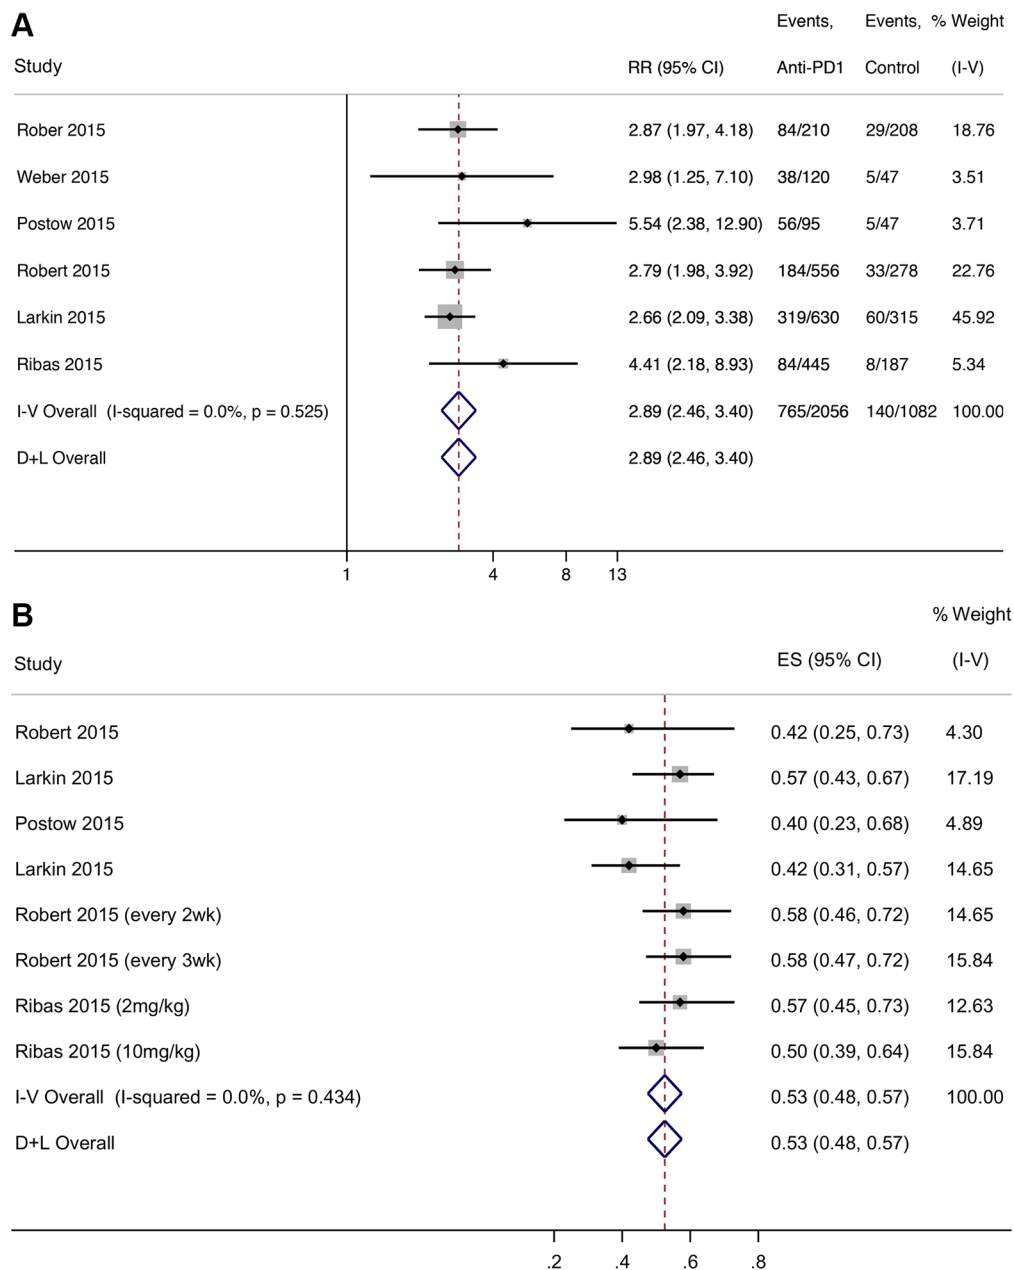 A
Events, Events, % Weight
Study RR (95% CI) Anti-PD1 Control (I-V)
Rober 2015 2.87 (1.97, 4.18) 84/210 29/208 18.76
Weber 2015 2.98 (1.25, 7.10) 38/120 5/47 3.51
Postow 2015 5.54 (2.38, 12.90) 56/95 5/47 3.71
Robert 2015 2.79 (1.98, 3.92) 184/556 33/278 22.76
Larkin 2015 2.66 (2.09, 3.38) 319/630 60/315 45.92
Ribas 2015 4.41 (2.18, 8.93) 84/445 8/187 5.34
I-V Overall (I-squared = 0.0%, p = 0.525) 2.89 (2.46, 3.40) 765/2056 140/1082 100.00
D+L Overall 2.89 (2.46, 3.40)
1 4 8 13
B
% Weight
Study ES (95% CI) (I-V)
Robert 2015 0.42 (0.25, 0.73) 4.30
Larkin 2015 0.57 (0.43, 0.67) 17.19
Postow 2015 0.40 (0.23, 0.68) 4.89
Larkin 2015 0.42 (0.31, 0.57) 14.65
Robert 2015 (every 2wk) 0.58 (0.46, 0.72) 14.65
Robert 2015 (every 3wk) 0.58 (0.47, 0.72) 15.84
Ribas 2015 (2mg/kg) 0.57 (0.45, 0.73) 12.63
Ribas 2015 (10mg/kg) 0.50 (0.39, 0.64) 15.84
I-V Overall (I-squared = 0.0%, p = 0.434) 0.53 (0.48, 0.57) 100.00
D+L Overall 0.53 (0.48, 0.57)
.2 .4 .6 .8